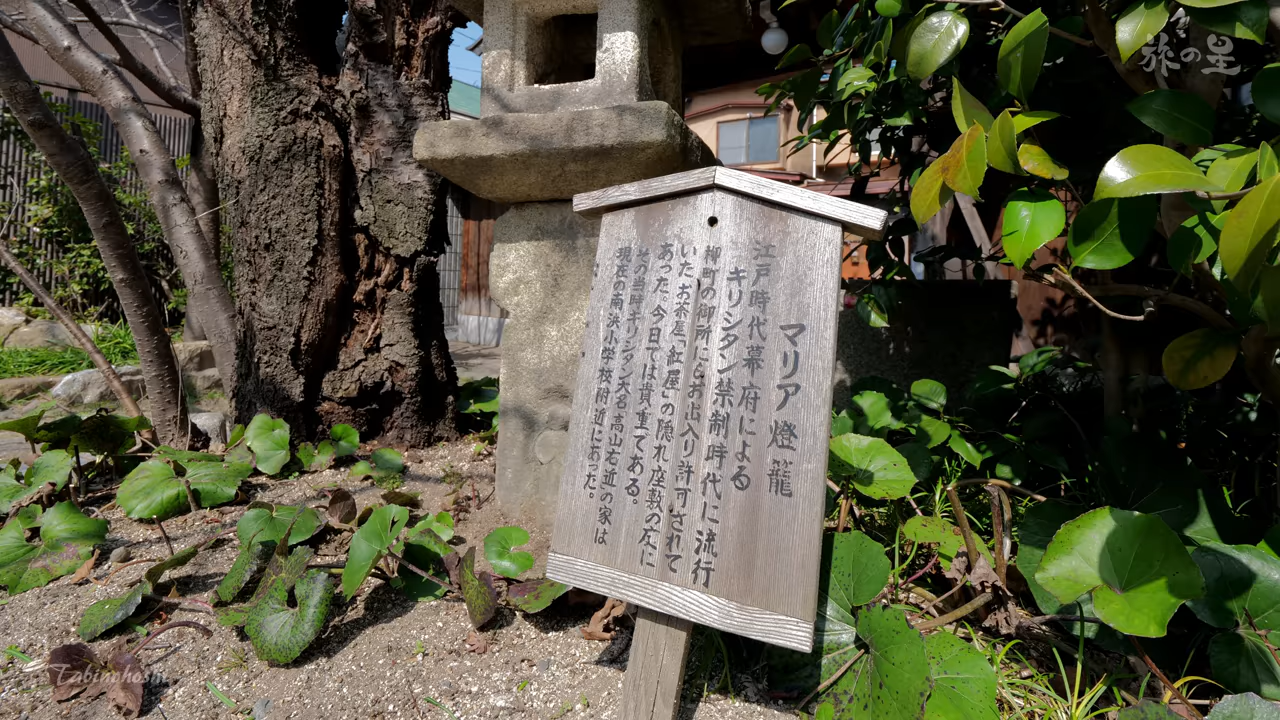 マリア燈籠
江戸時代幕府による
キリシタン禁制時代に流行
柳町の御所にもお出入り許可されて
いたお茶屋「紅屋」の隠れ座敷の庭に
あった。今日では貴重である。
その当時キリシタン大名高山右近の家は
現在の南浜小学校附近にあった。
旅の星
Tabinohoshi